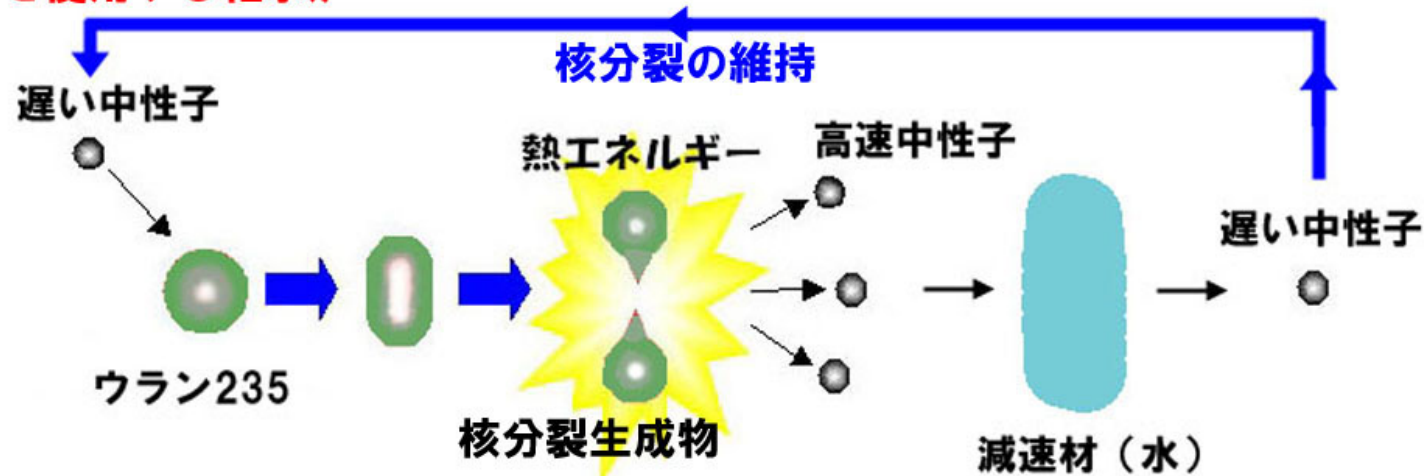 核分裂の維持
遅い中性子
熱エネルギー
高速中性子
遅い中性子
ウラン235
核分裂生成物
減速材（水）